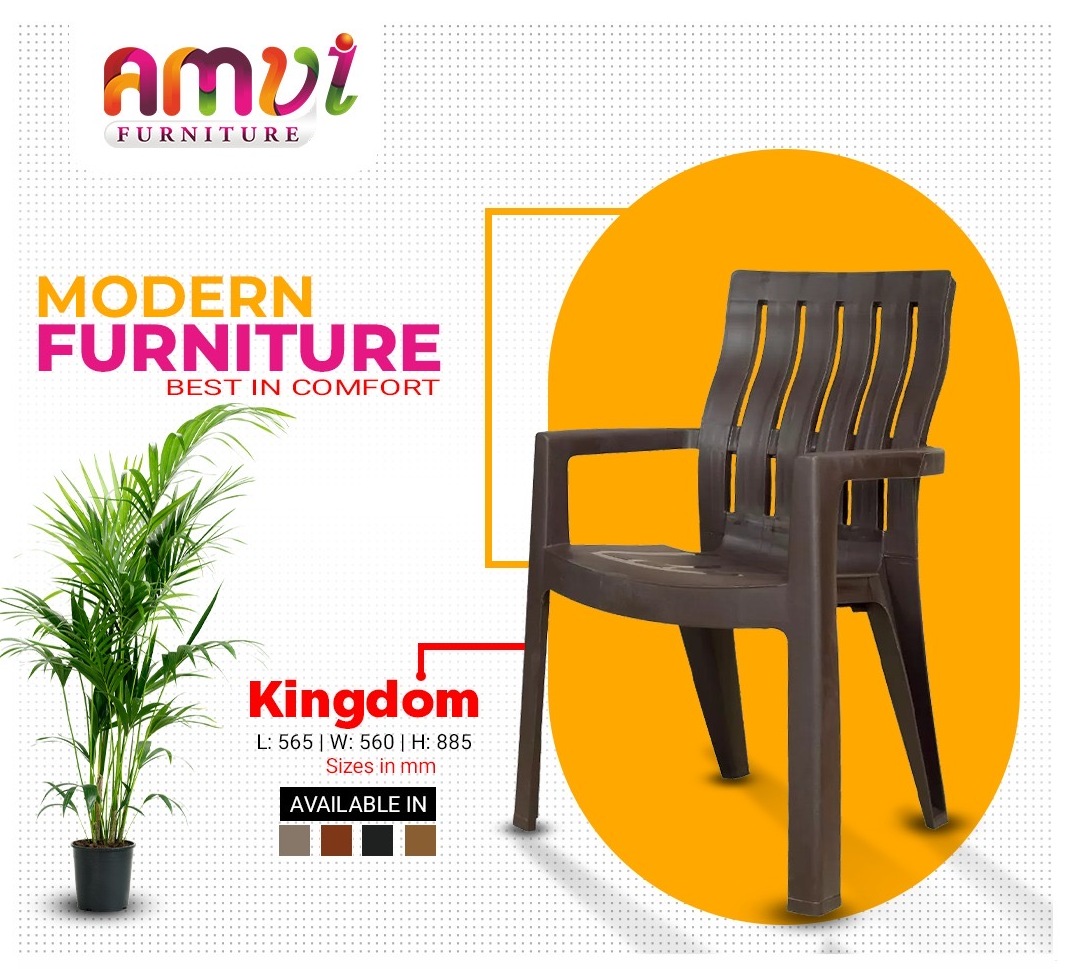 amvi
FURNITURE
MODERN
FURNITURE
BEST IN COMFORT
Kingdom
L: 565 | W: 560 | H: 885
Sizes in mm
AVAILABLE IN